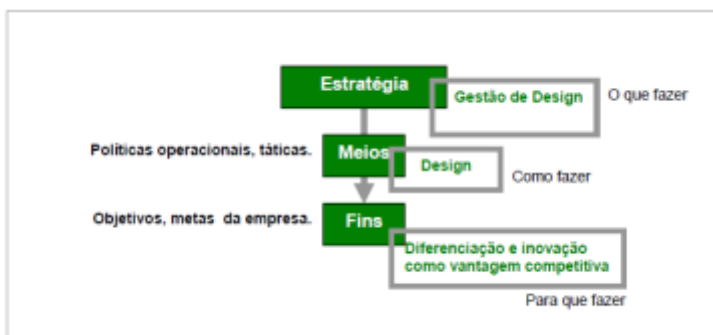 Estratégia
Gestão de Design
O que fazer
Políticas operacionais, táticas.
Meios
Design
Como fazer
Objetivos, metas da empresa.
Fins
Diferenciação e inovação
como vantagem competitiva
Para que fazer